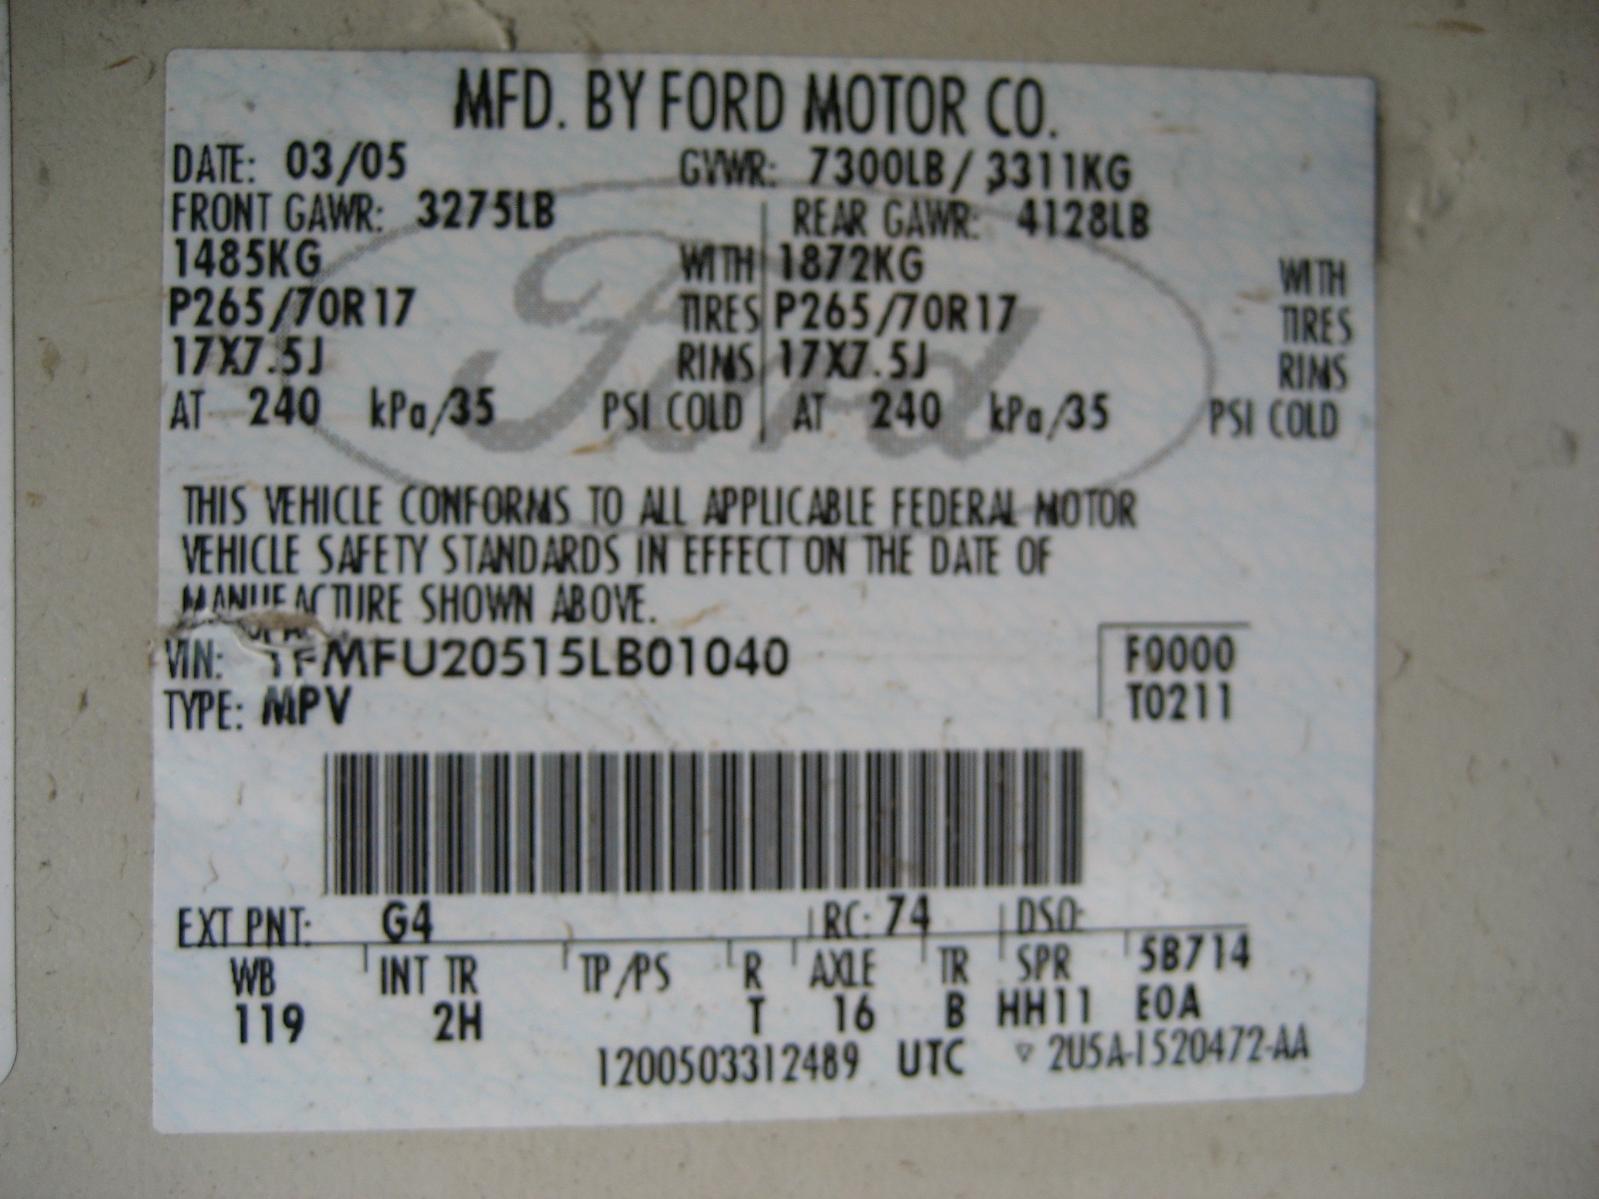 MFD. BY FORD MOTOR CO.
DATE: 03/05 GVWR: 7300LB / 3311KG
FRONT GAWR: 3275LB REAR GAWR: 4128LB
1485KG WITH 1872KG WITH
P265/70R17 TIRES P265/70R17 TIRES
17X7.5J RIMS 17X7.5J RIMS
AT 240 kPa/35 PSI COLD AT 240 kPa/35 PSI COLD
Ford
THIS VEHICLE CONFORMS TO ALL APPLICABLE FEDERAL MOTOR
VEHICLE SAFETY STANDARDS IN EFFECT ON THE DATE OF
MANUFACTURE SHOWN ABOVE.
VIN: 1FMFU20515LB01040 F0000
TYPE: MPV T0211
EXT PNT: G4 RC: 74 DSO:
WB INT TR TP/PS R AXLE TR SPR 5B714
119 2H T 16 B HH11 E0A
1200503312489 UTC ▽ 2U5A-1520472-AA